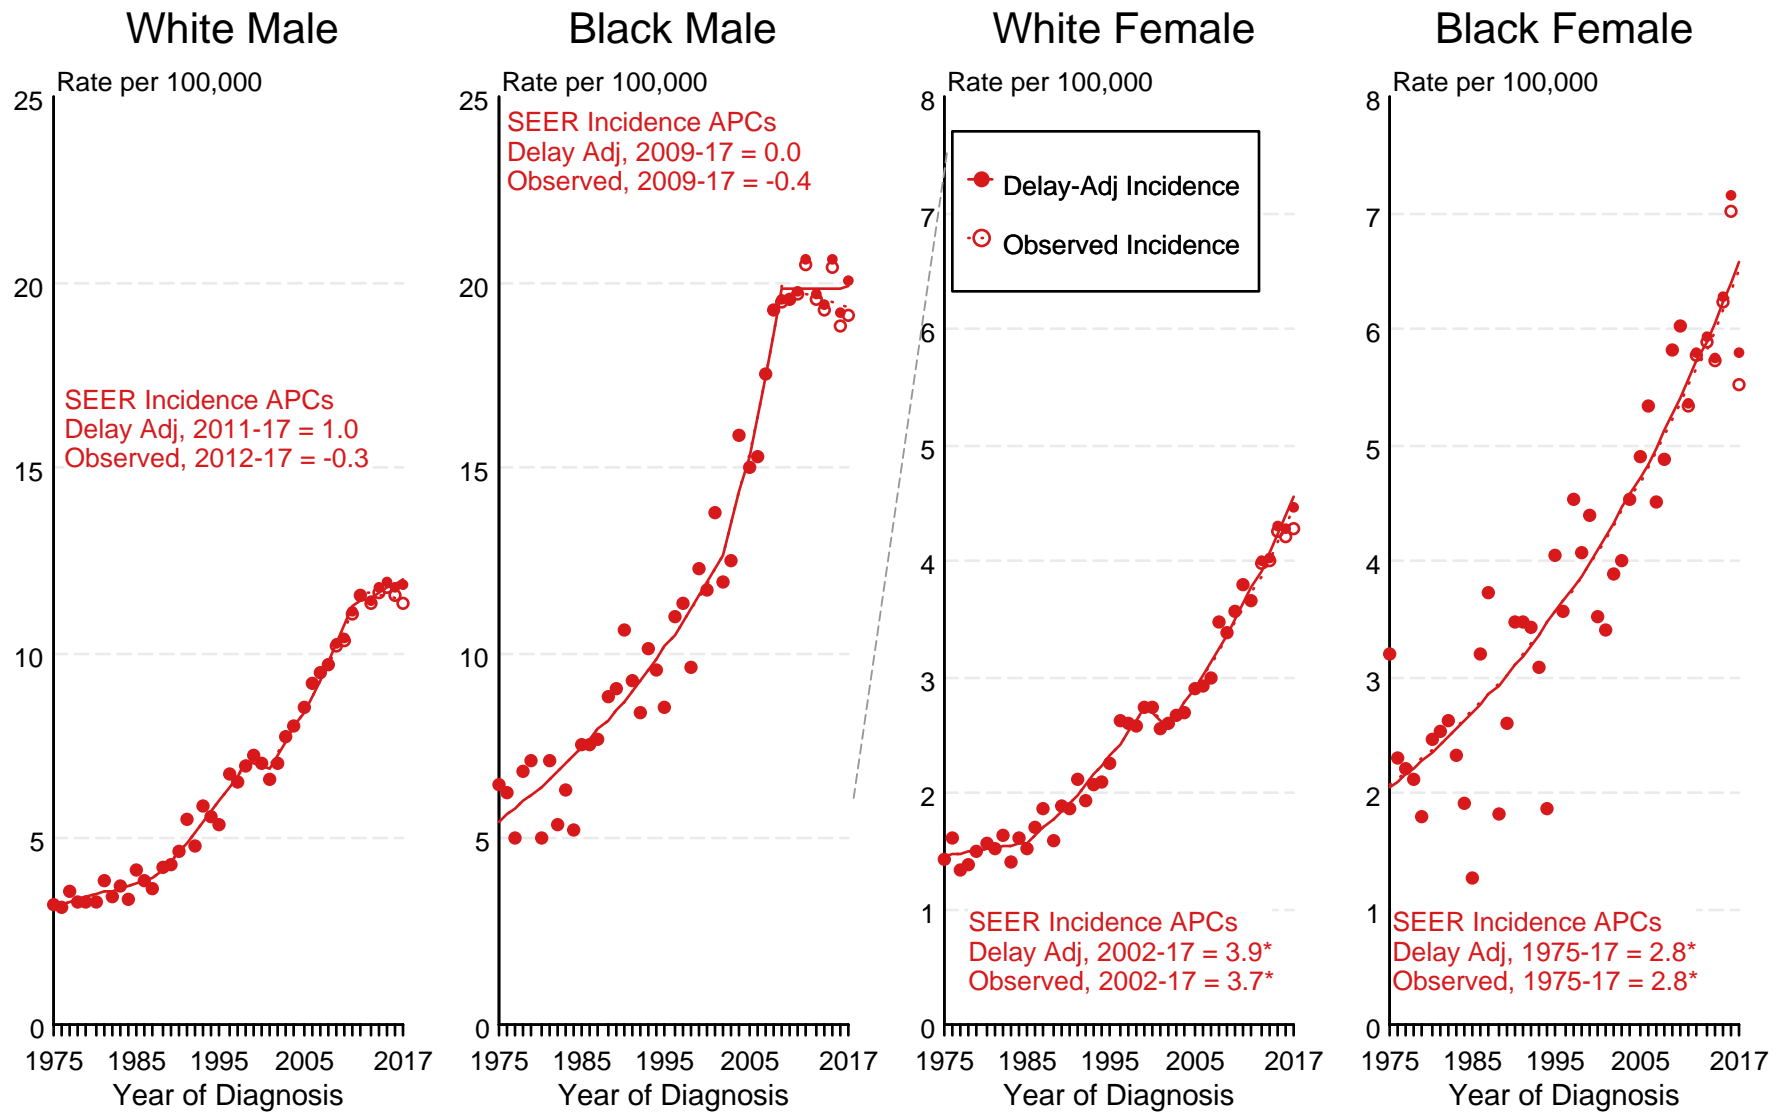 White Male
Rate per 100,000
25
20
15
10
5
0
SEER Incidence APCs
Delay Adj, 2011-17 = 1.0
Observed, 2012-17 = -0.3
1975 1985 1995 2005 2017
Year of Diagnosis
Black Male
Rate per 100,000
25
20
15
10
5
0
SEER Incidence APCs
Delay Adj, 2009-17 = 0.0
Observed, 2009-17 = -0.4
1975 1985 1995 2005 2017
Year of Diagnosis
White Female
Rate per 100,000
8
7
6
5
4
3
2
1
0
Delay-Adj Incidence
Observed Incidence
SEER Incidence APCs
Delay Adj, 2002-17 = 3.9*
Observed, 2002-17 = 3.7*
1975 1985 1995 2005 2017
Year of Diagnosis
Black Female
Rate per 100,000
8
7
6
5
4
3
2
1
0
SEER Incidence APCs
Delay Adj, 1975-17 = 2.8*
Observed, 1975-17 = 2.8*
1975 1985 1995 2005 2017
Year of Diagnosis